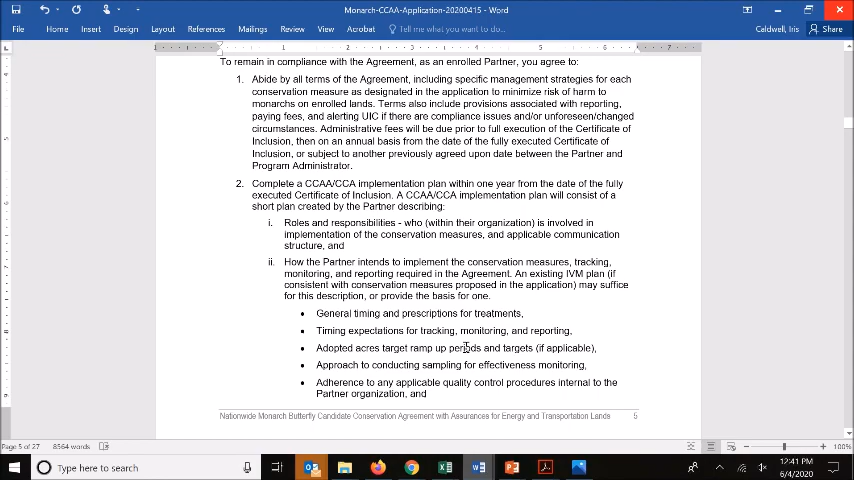 Monarch-CCAA-Application-20200415 - Word
Caldwell, Iris
File Home Insert Design Layout References Mailings Review View Acrobat Tell me what you want to do... Share
1 1 2 3 4 5 6 7
To remain in compliance with the Agreement, as an enrolled Partner, you agree to:
1. Abide by all terms of the Agreement, including specific management strategies for each
conservation measure as designated in the application to minimize risk of harm to
monarchs on enrolled lands. Terms also include provisions associated with reporting,
paying fees, and alerting UIC if there are compliance issues and/or unforeseen/changed
circumstances. Administrative fees will be due prior to full execution of the Certificate of
Inclusion, then on an annual basis from the date of the fully executed Certificate of
Inclusion, or subject to another previously agreed upon date between the Partner and
Program Administrator.
2. Complete a CCAA/CCA implementation plan within one year from the date of the fully
executed Certificate of Inclusion. A CCAA/CCA implementation plan will consist of a
short plan created by the Partner describing:
i. Roles and responsibilities - who (within their organization) is involved in
implementation of the conservation measures, and applicable communication
structure, and
ii. How the Partner intends to implement the conservation measures, tracking,
monitoring, and reporting required in the Agreement. An existing IVM plan (if
consistent with conservation measures proposed in the application) may suffice
for this description, or provide the basis for one.
• General timing and prescriptions for treatments,
• Timing expectations for tracking, monitoring, and reporting,
• Adopted acres target ramp up periods and targets (if applicable),
• Approach to conducting sampling for effectiveness monitoring,
• Adherence to any applicable quality control procedures internal to the
Partner organization, and
Nationwide Monarch Butterfly Candidate Conservation Agreement with Assurances for Energy and Transportation Lands 5
Page 5 of 27 8564 words 100%
Type here to search
12:41 PM
6/4/2020